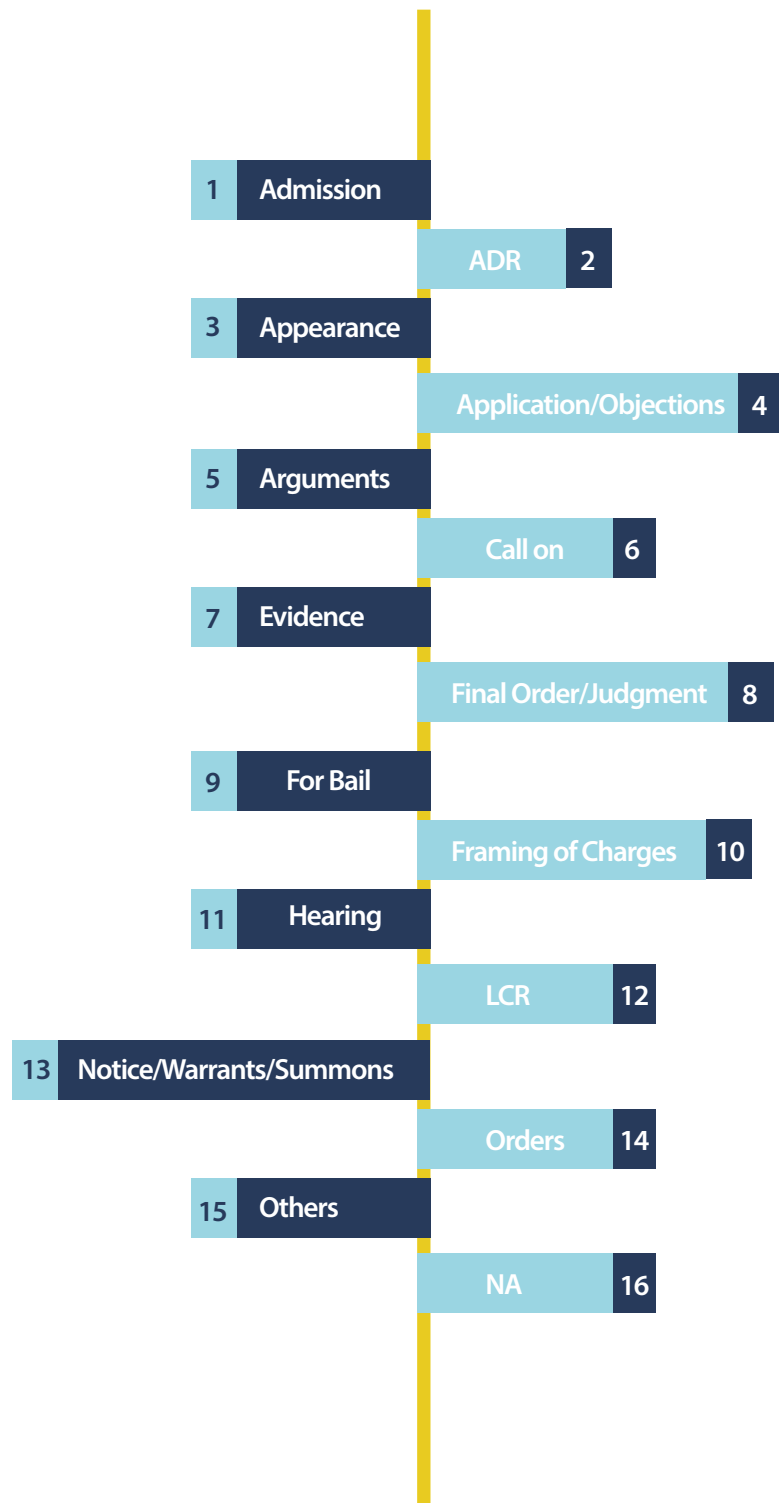 1 Admission
ADR 2
3 Appearance
Application/Objections 4
5 Arguments
Call on 6
7 Evidence
Final Order/Judgment 8
9 For Bail
Framing of Charges 10
11 Hearing
LCR 12
13 Notice/Warrants/Summons
Orders 14
15 Others
NA 16